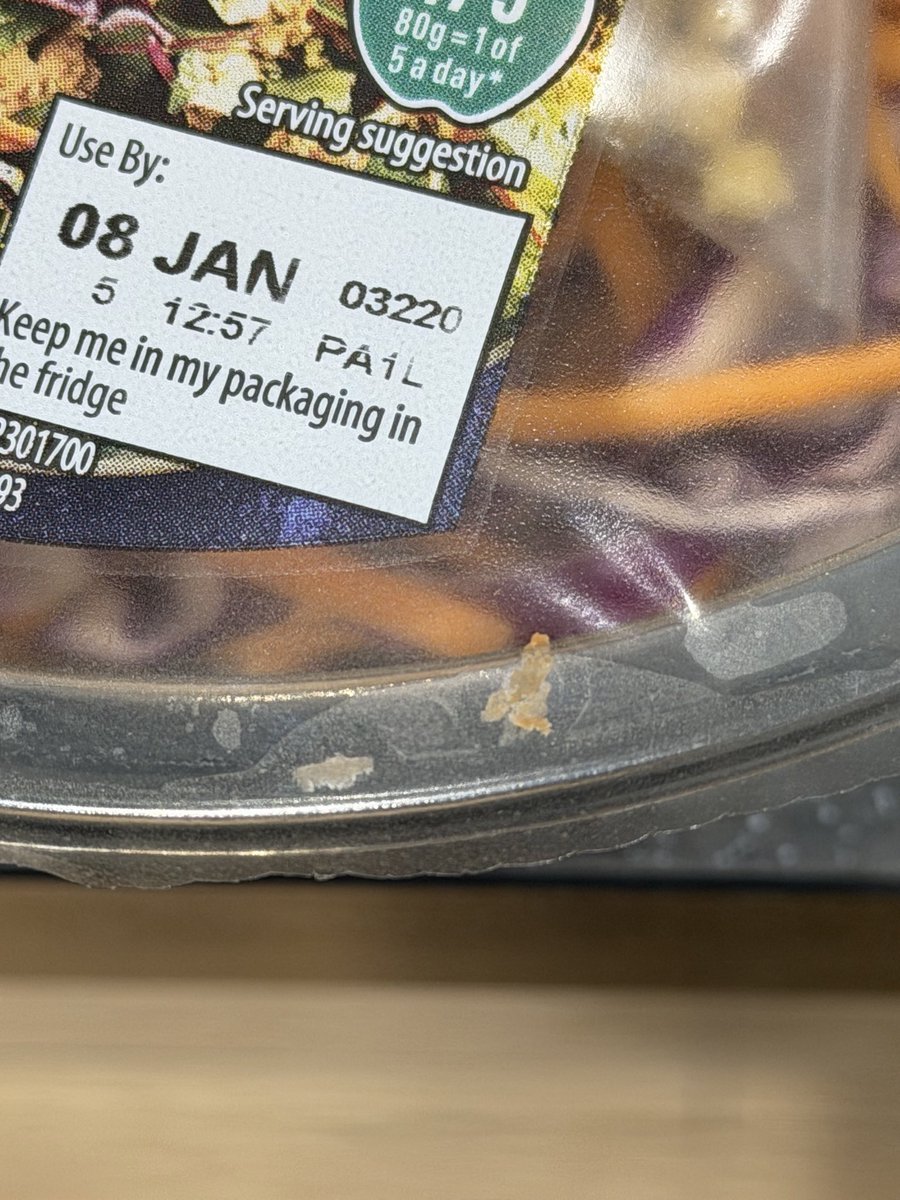 80g = 1 of
5 a day*
Serving suggestion
Use By:
08 JAN 03220
5 12:57 PA1L
Keep me in my packaging in
he fridge
301700
93